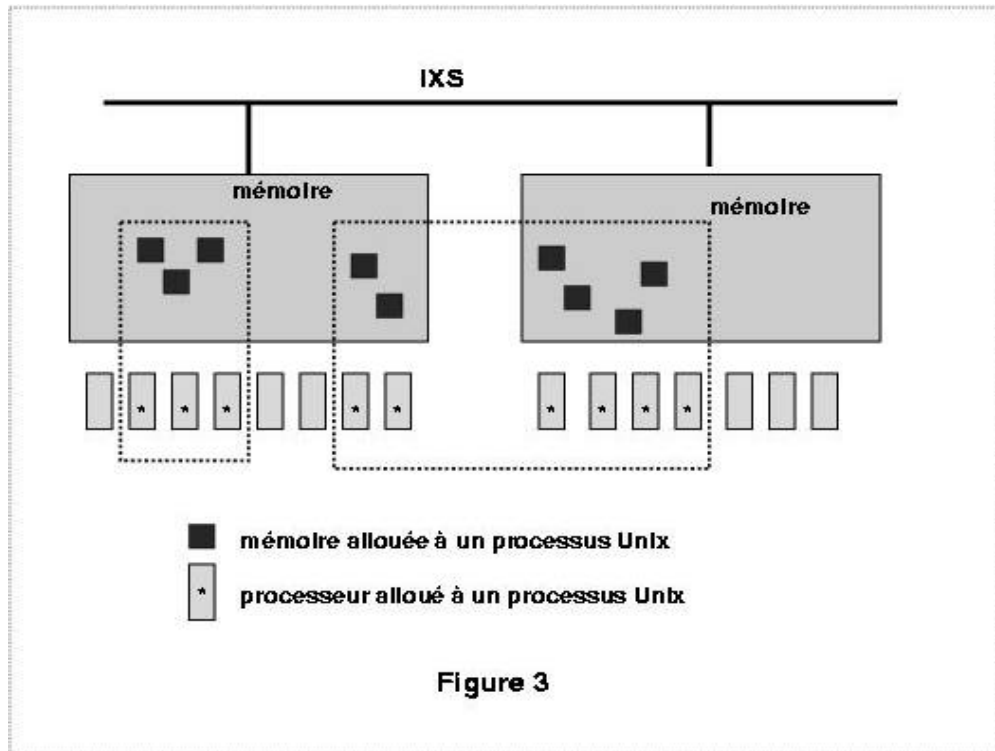 IXS
mémoire
mémoire
* * * * *
* * * *
mémoire allouée à un processus Unix
* processeur alloué à un processus Unix
Figure 3